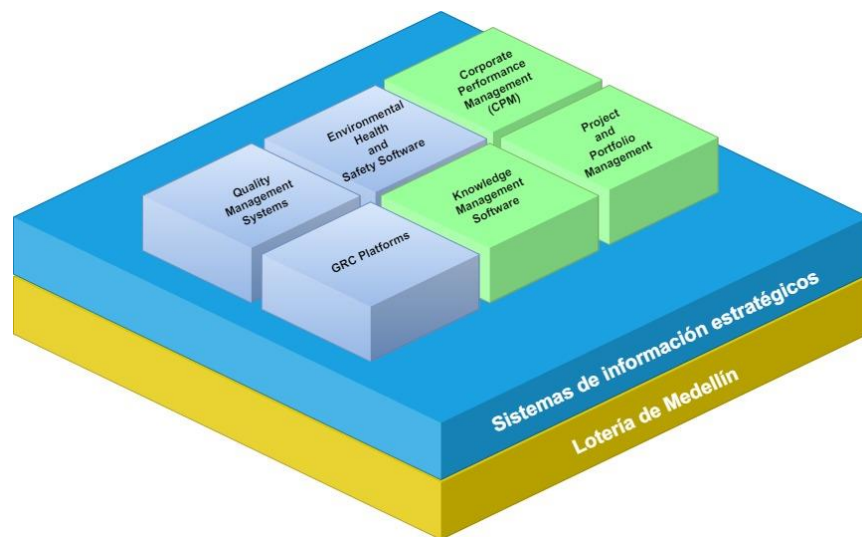 Corporate
Performance
Management
(CPM)
Environmental
Health
and
Safety Software
Project
and
Portfolio
Management
Quality
Management
Systems
Knowledge
Management
Software
GRC Platforms
Sistemas de información estratégicos
Lotería de Medellín